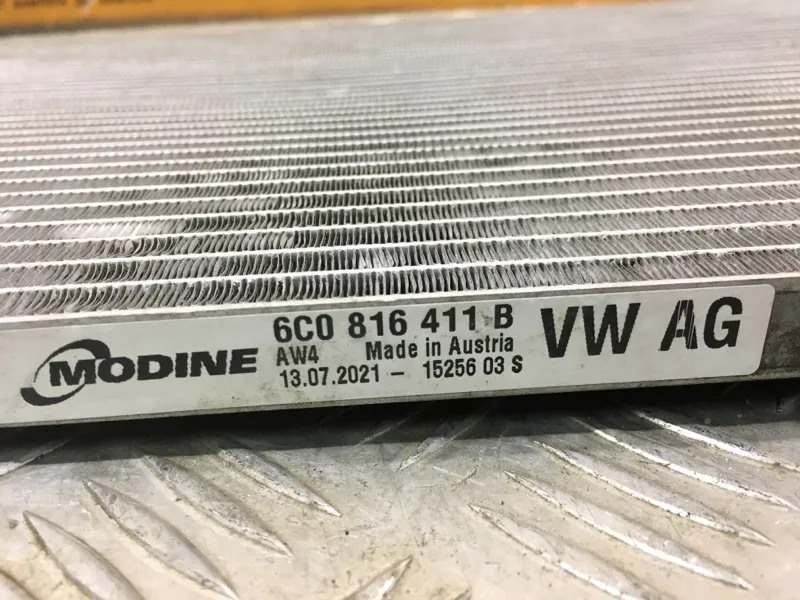 MODINE
6C0 816 411 B
AW4 Made in Austria
13.07.2021 - 15256 03 S
VW AG